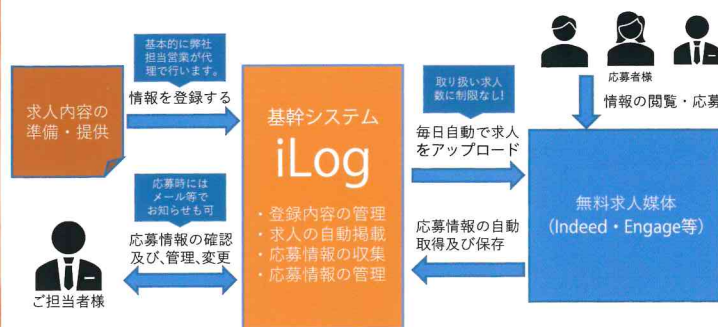 基本的に弊社
担当営業が代
理で行います。
求人内容の
準備・提供
情報を登録する
応募時には
メール等で
お知らせも可
応募情報の確認
及び、管理、変更
ご担当者様
基幹システム
iLog
・登録内容の管理
・求人の自動掲載
・応募情報の収集
・応募情報の管理
取り扱い求人
数に制限なし!
毎日自動で求人
をアップロード
応募情報の自動
取得及び保存
応募者様
情報の閲覧・応募
無料求人媒体
(Indeed・Engage等)